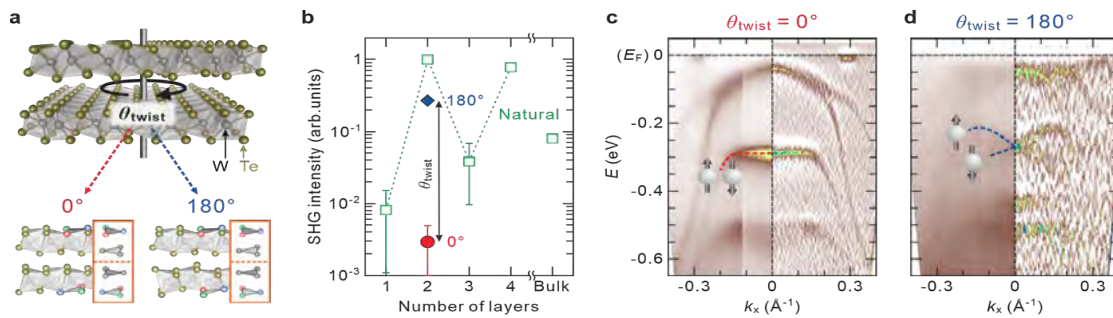 a
θtwist
W
Te
0°
180°
b
SHG intensity (arb.units)
1
10⁻¹
10⁻²
10⁻³
180°
Natural
θtwist
0°
1
2
3
4
Bulk
Number of layers
c
θtwist = 0°
(EF)
0
-0.2
-0.4
-0.6
E (eV)
-0.3
0
0.3
kx (Å⁻¹)
d
θtwist = 180°
-0.3
0
0.3
kx (Å⁻¹)